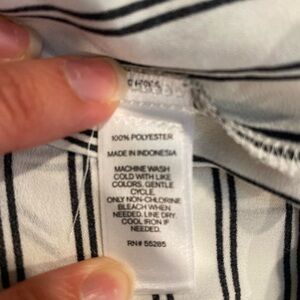 100% POLYESTER
MADE IN INDONESIA
MACHINE WASH
COLD WITH LIKE
COLORS, GENTLE
CYCLE.
ONLY NON-CHLORINE
BLEACH WHEN
NEEDED. LINE DRY.
COOL IRON IF
NEEDED.
RN# 55285